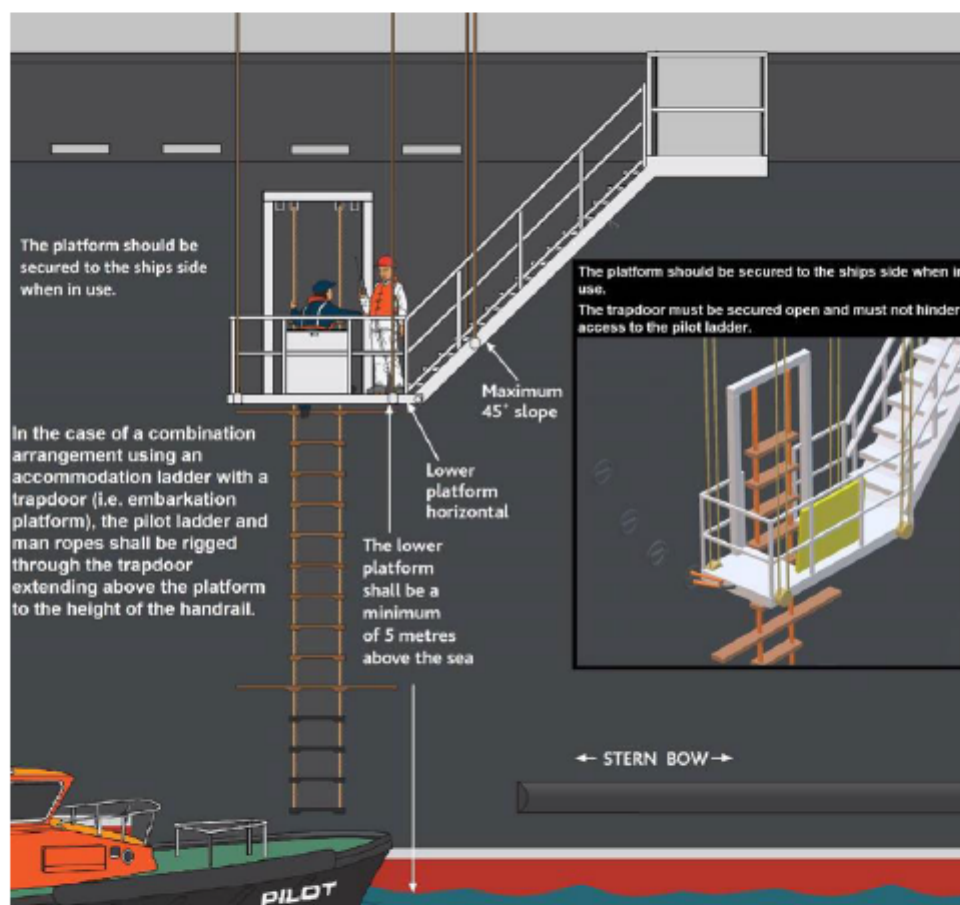 The platform should be
secured to the ships side
when in use.
The platform should be secured to the ships side when in
use.
The trapdoor must be secured open and must not hinder
access to the pilot ladder.
Maximum
45° slope
In the case of a combination
arrangement using an
accommodation ladder with a
trapdoor (i.e. embarkation
platform), the pilot ladder and
man ropes shall be rigged
through the trapdoor
extending above the platform
to the height of the handrail.
Lower
platform
horizontal
The lower
platform
shall be a
minimum
of 5 metres
above the sea
← STERN BOW →
PILOT